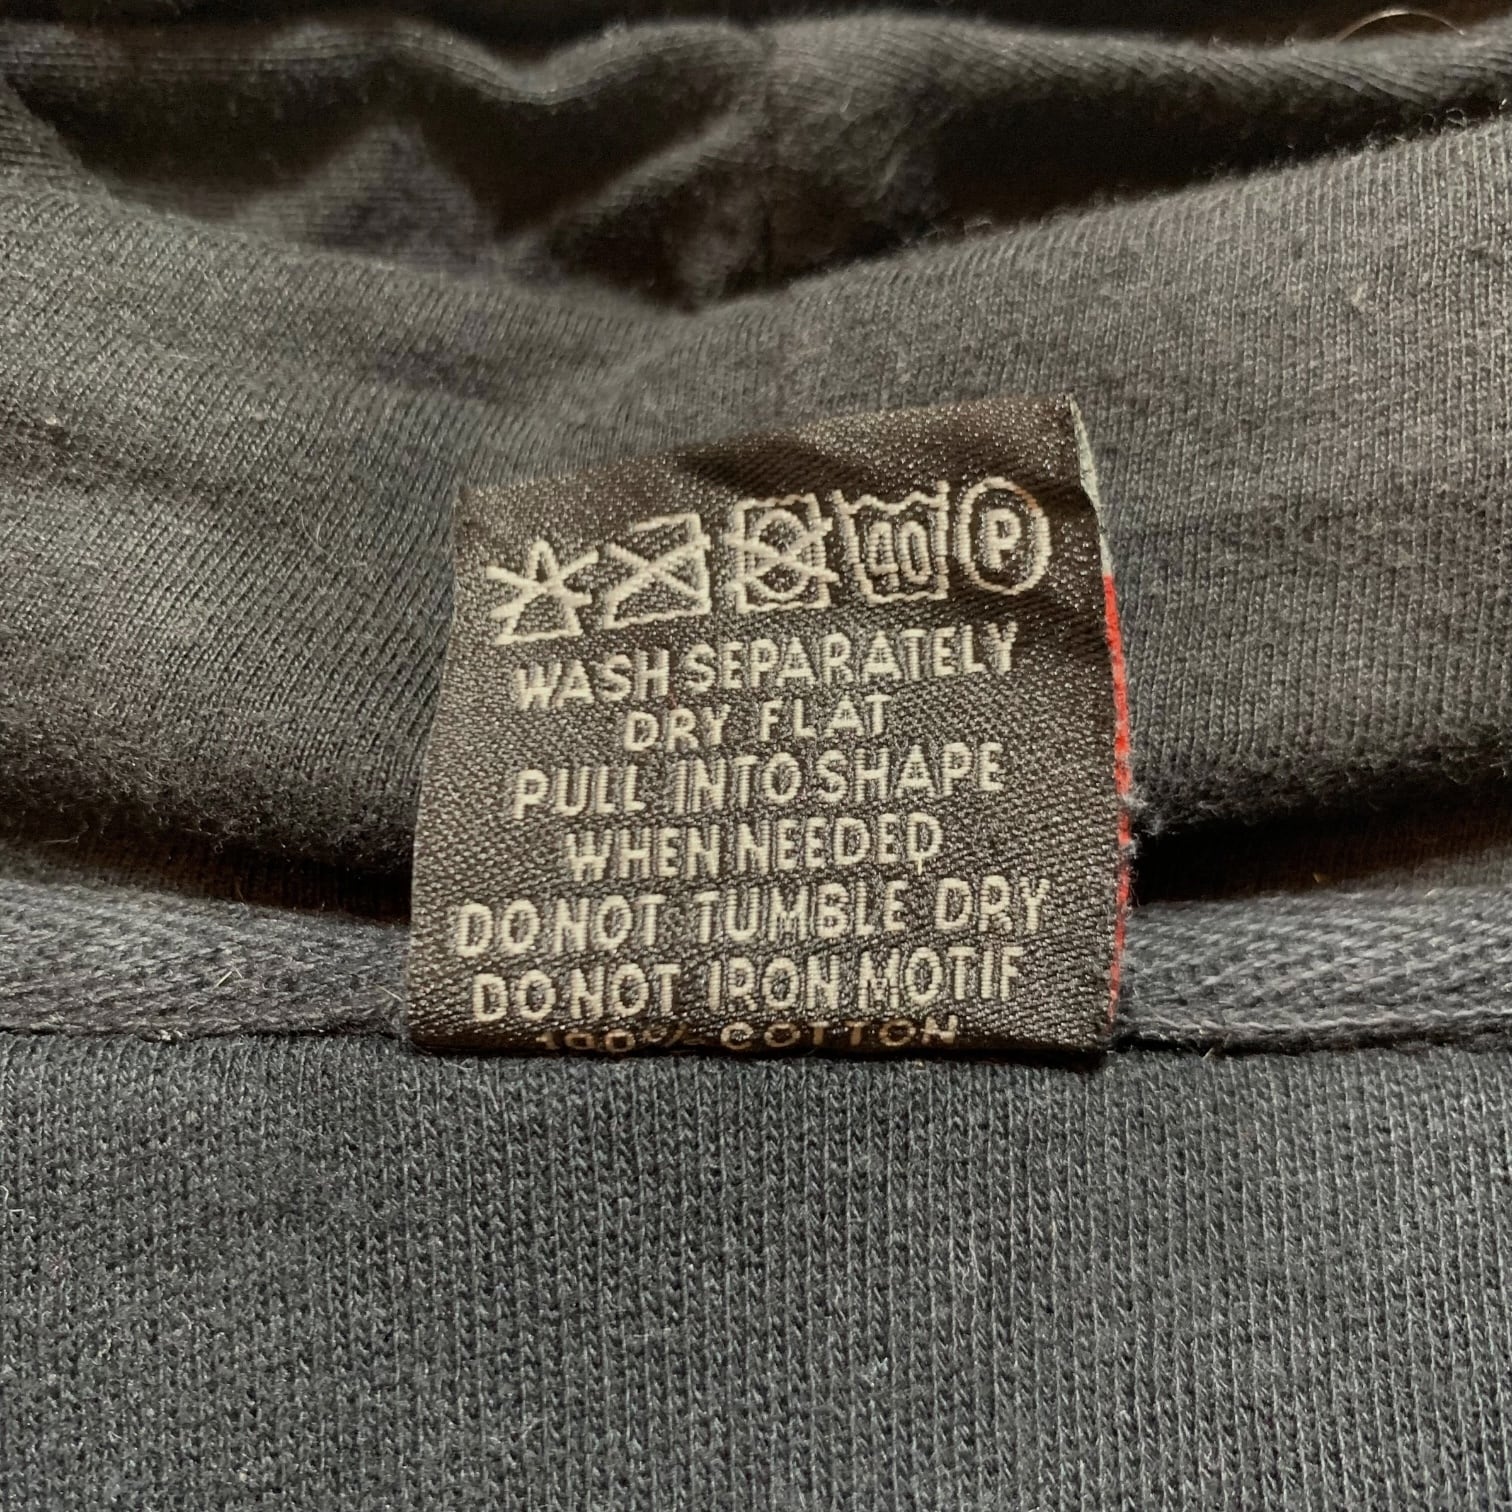 40 P
WASH SEPARATELY
DRY FLAT
PULL INTO SHAPE
WHEN NEEDED
DO NOT TUMBLE DRY
DO NOT IRON MOTIF
100% COTTON